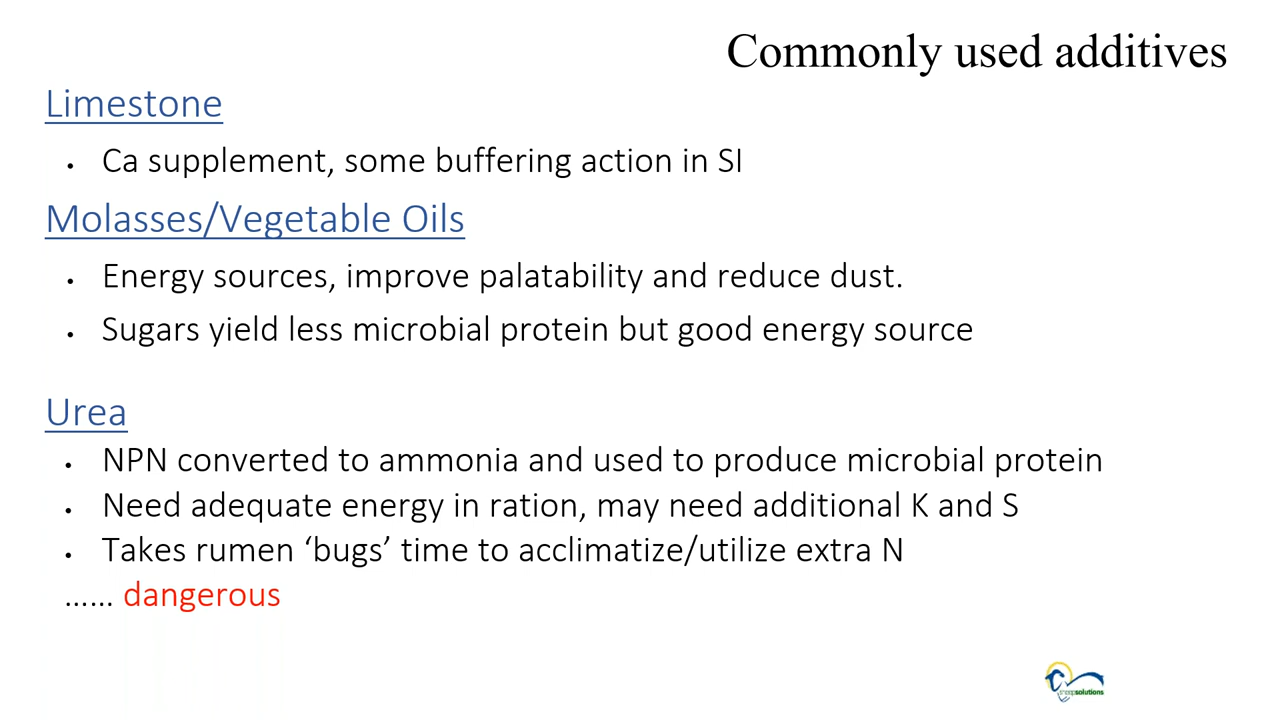 Commonly used additives
Limestone
• Ca supplement, some buffering action in SI
Molasses/Vegetable Oils
• Energy sources, improve palatability and reduce dust.
• Sugars yield less microbial protein but good energy source
Urea
• NPN converted to ammonia and used to produce microbial protein
• Need adequate energy in ration, may need additional K and S
• Takes rumen ‘bugs’ time to acclimatize/utilize extra N
…… dangerous
sheepsolutions